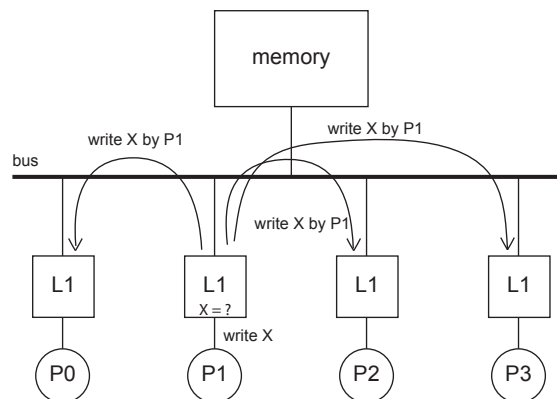 memory
write X by P1
write X by P1
bus
write X by P1
L1
L1
L1
L1
X = ?
write X
P0
P1
P2
P3